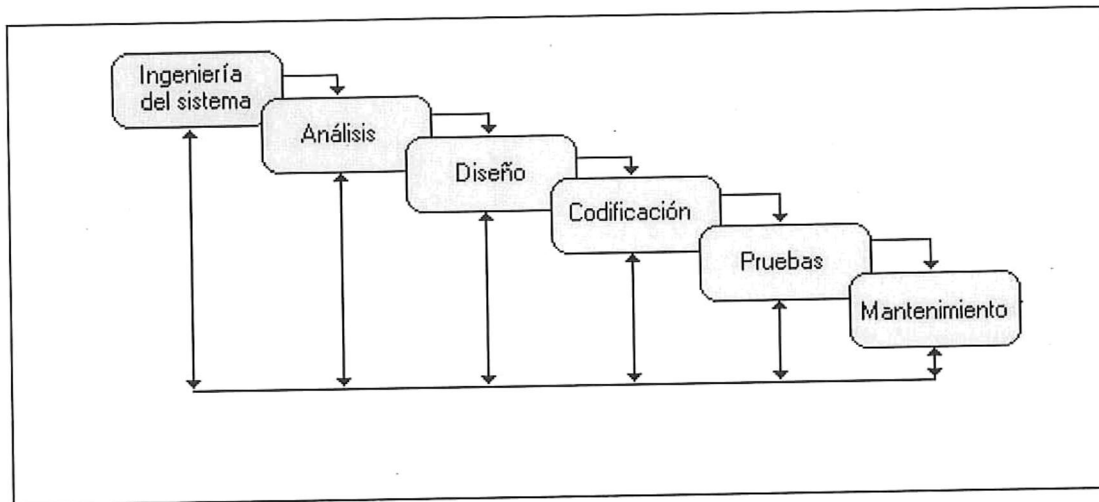 Ingeniería
del sistema
Análisis
Diseño
Codificación
Pruebas
Mantenimiento